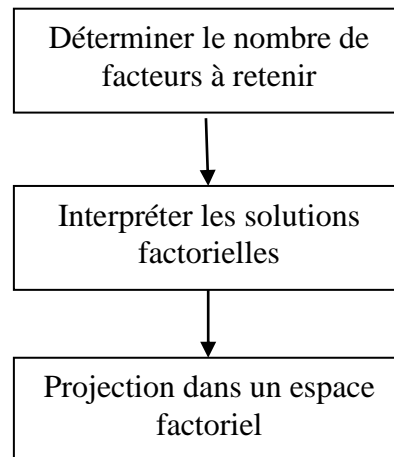 Déterminer le nombre de
facteurs à retenir
Interpréter les solutions
factorielles
Projection dans un espace
factoriel